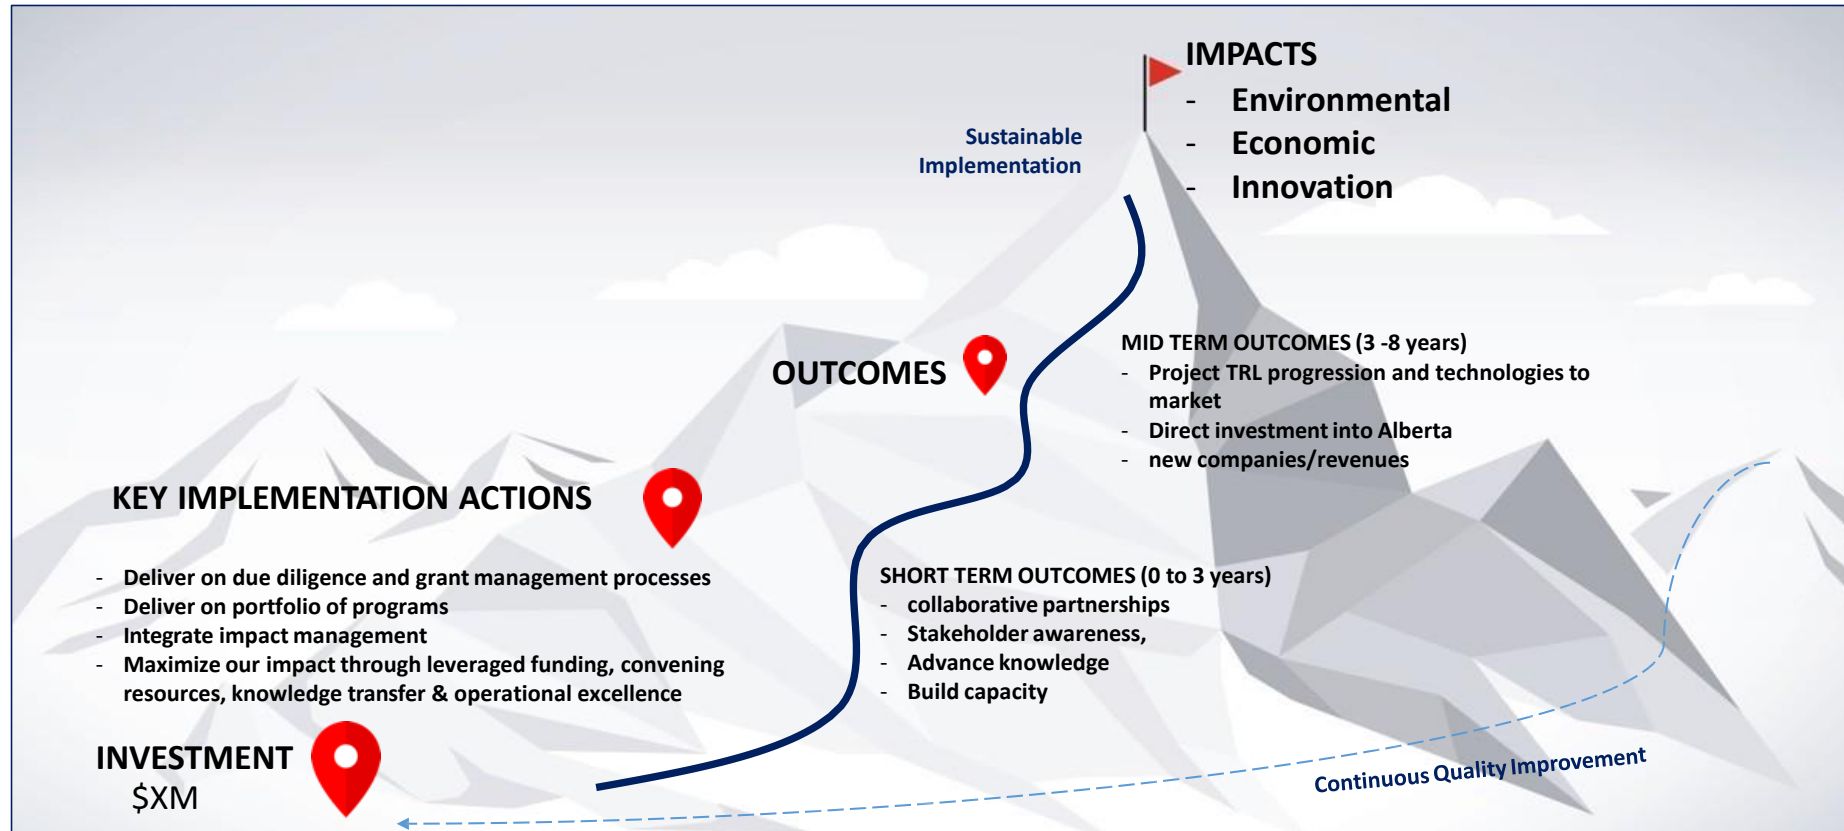 IMPACTS
- Environmental
- Economic
- Innovation
Sustainable
Implementation
OUTCOMES
MID TERM OUTCOMES (3 -8 years)
- Project TRL progression and technologies to
market
- Direct investment into Alberta
- new companies/revenues
KEY IMPLEMENTATION ACTIONS
- Deliver on due diligence and grant management processes
- Deliver on portfolio of programs
- Integrate impact management
- Maximize our impact through leveraged funding, convening
resources, knowledge transfer & operational excellence
SHORT TERM OUTCOMES (0 to 3 years)
- collaborative partnerships
- Stakeholder awareness,
- Advance knowledge
- Build capacity
INVESTMENT
$XM
Continuous Quality Improvement